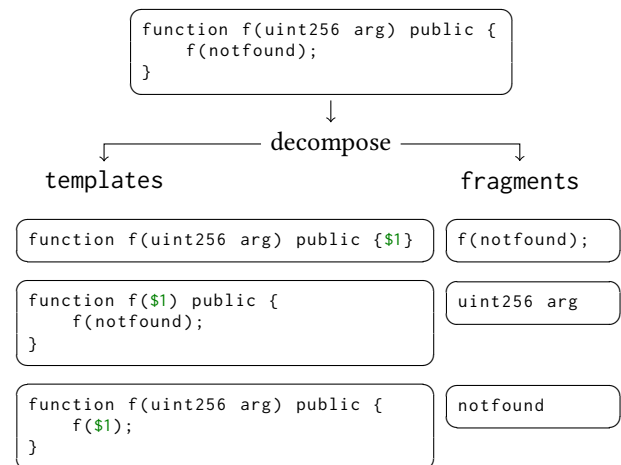 function f(uint256 arg) public {
    f(notfound);
}
decompose
templates
fragments
function f(uint256 arg) public {$1}
f(notfound);
function f($1) public {
    f(notfound);
}
uint256 arg
function f(uint256 arg) public {
    f($1);
}
notfound